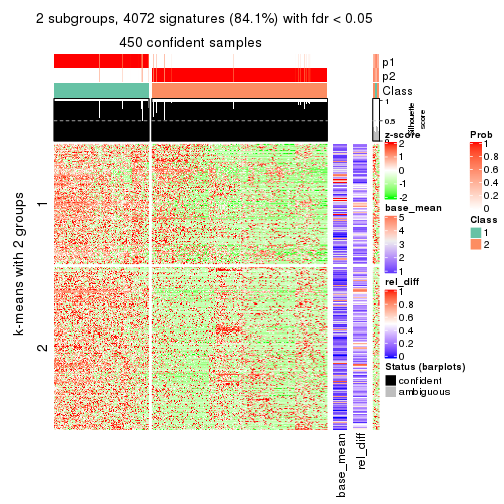 2 subgroups, 4072 signatures (84.1%) with fdr < 0.05
450 confident samples
p1
p2
Class
1
0.5
0
Silhouette
score
k-means with 2 groups
1
2
base_mean
rel_diff
z-score
2
1
0
-1
-2
base_mean
5
4
3
2
1
rel_diff
1
0.8
0.6
0.4
0.2
0
Status (barplots)
confident
ambiguous
Prob
1
0.8
0.6
0.4
0.2
0
Class
1
2